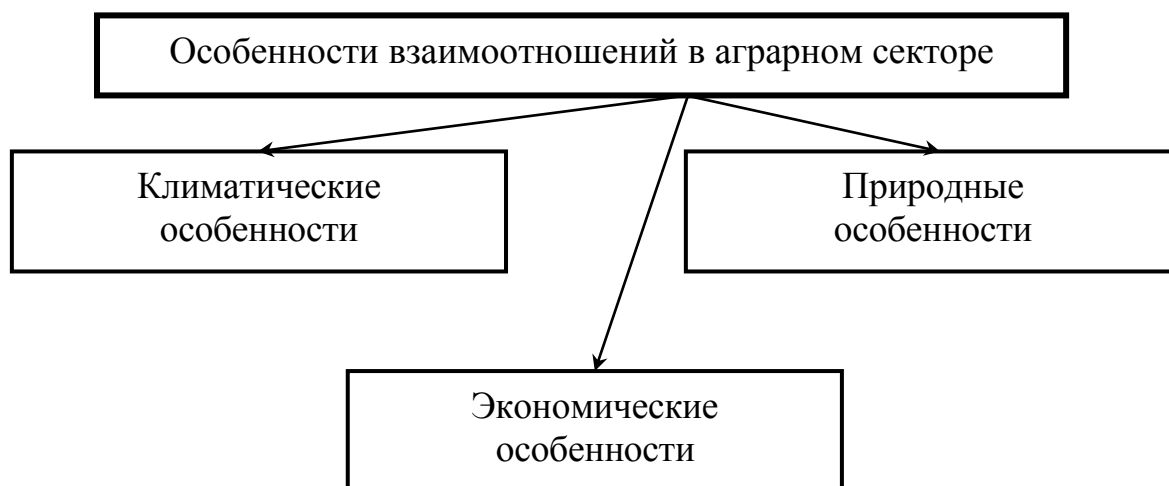 Особенности взаимоотношений в аграрном секторе
Климатические
особенности
Природные
особенности
Экономические
особенности